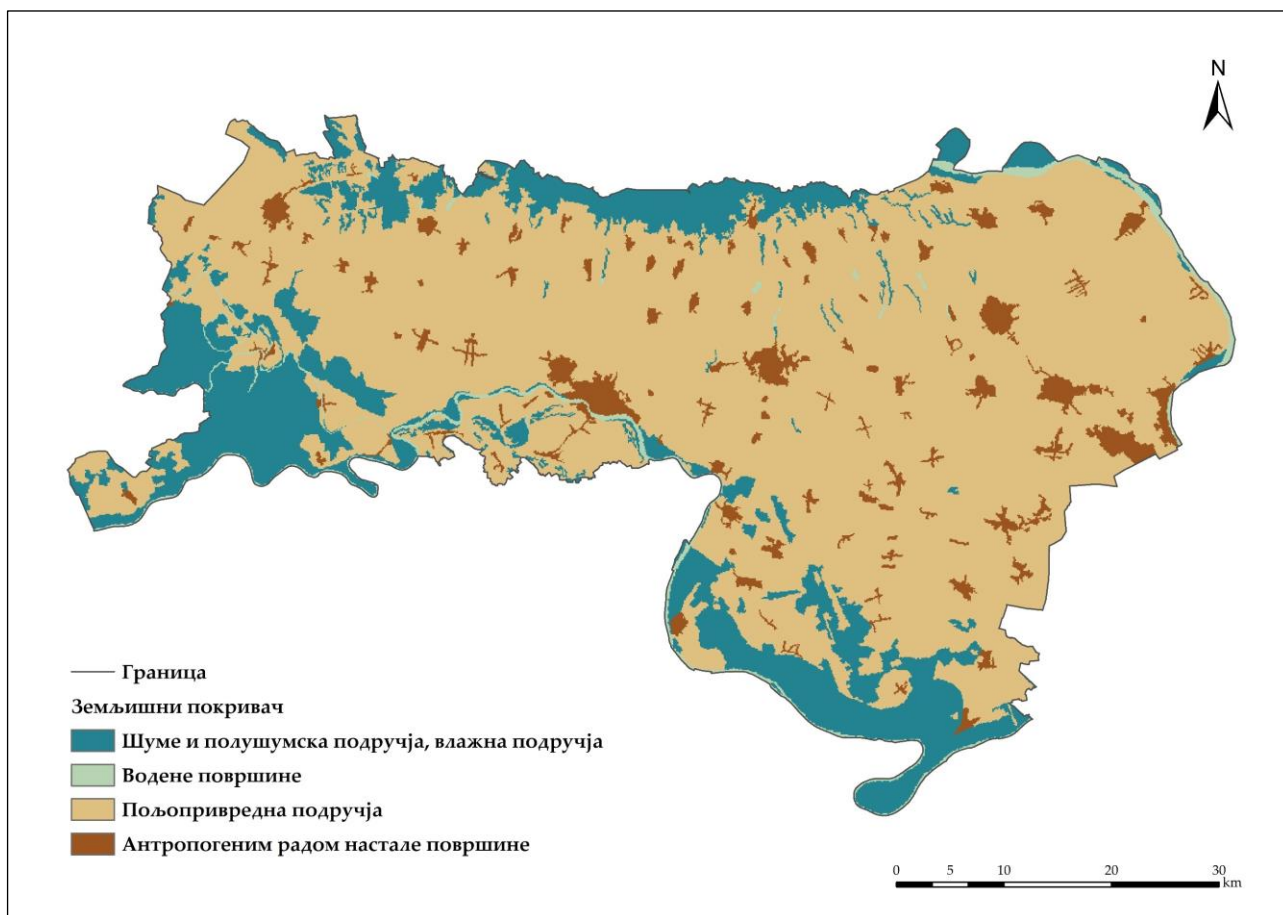 N
Граница
Земљишни покривач
Шуме и полушумска подручја, влажна подручја
Водене површине
Пољопривредна подручја
Антропогеним радом настале површине
0 5 10 20 30
km